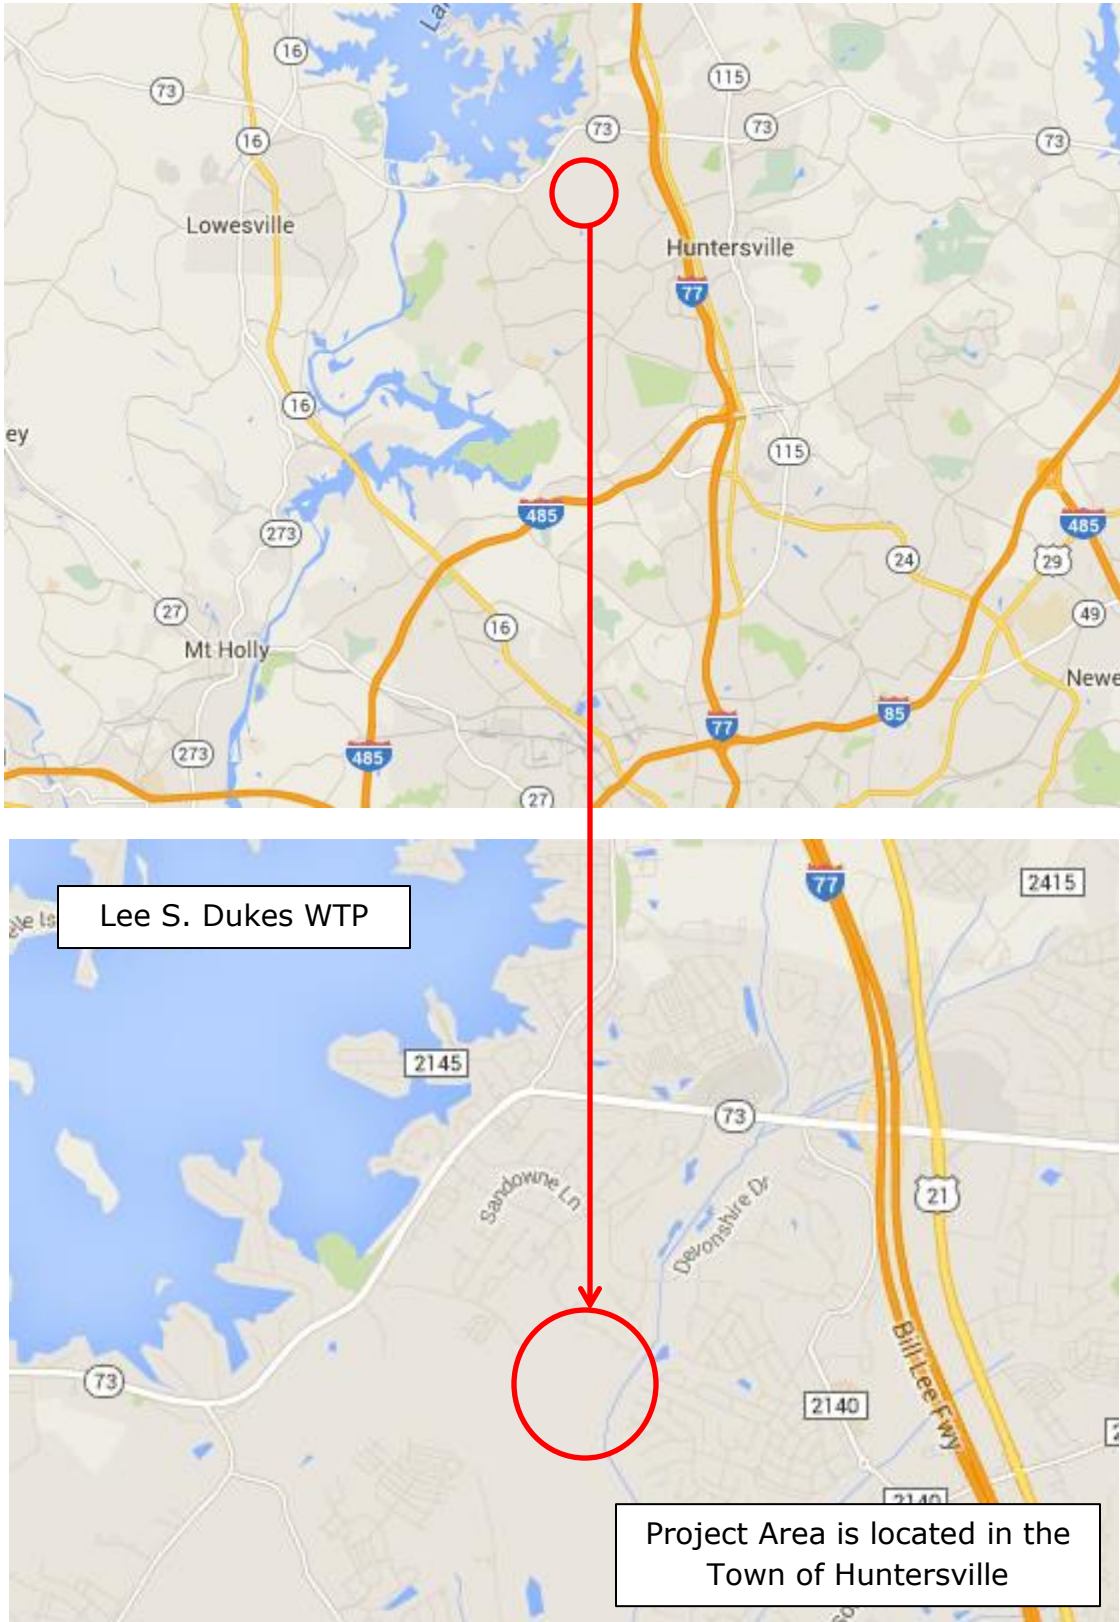 La
16
73
115
73
73
73
16
Lowesville
Huntersville
77
16
ey
115
485
485
273
24
29
27
16
49
Mt Holly
Newe
77
85
273
485
27
Lee S. Dukes WTP
77
2415
2145
73
Sandowne Ln
Devonshire Dr
21
73
Bill Lee Fwy
2140
2140
Project Area is located in the
Town of Huntersville